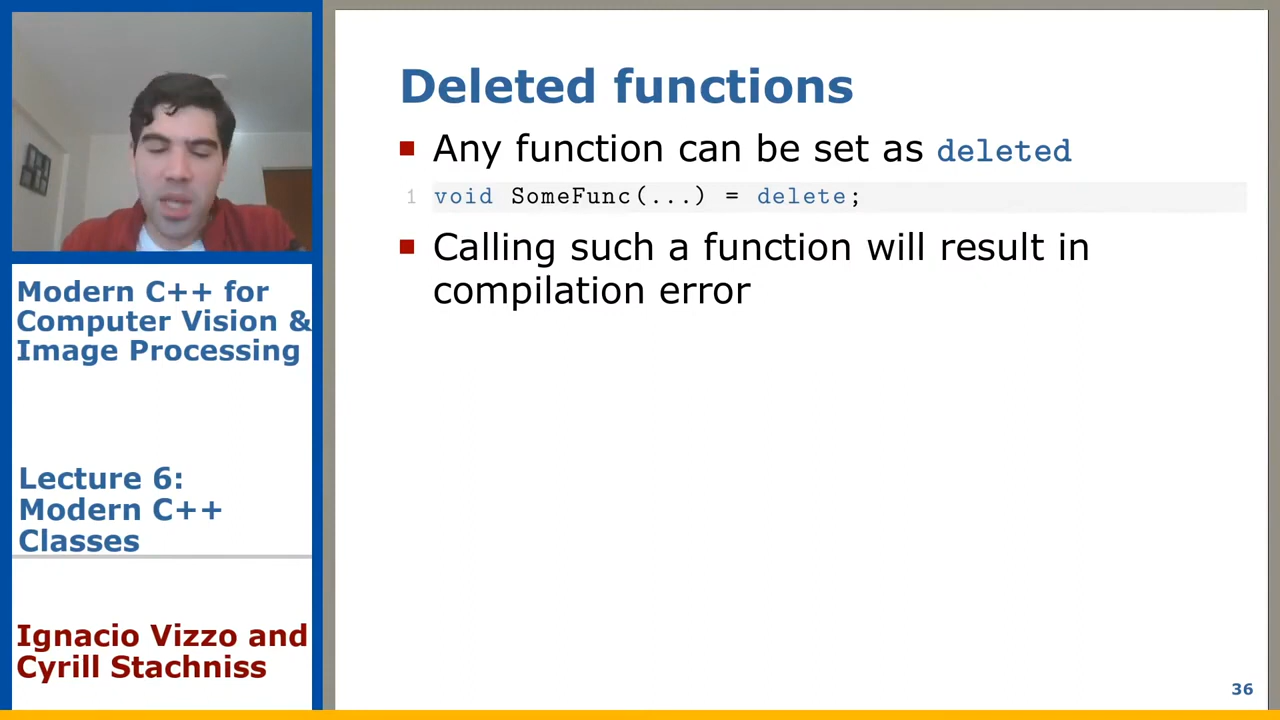 Modern C++ for
Computer Vision &
Image Processing
Lecture 6:
Modern C++
Classes
Ignacio Vizzo and
Cyrill Stachniss
Deleted functions
Any function can be set as deleted
1 void SomeFunc(...) = delete;
Calling such a function will result in
compilation error
36